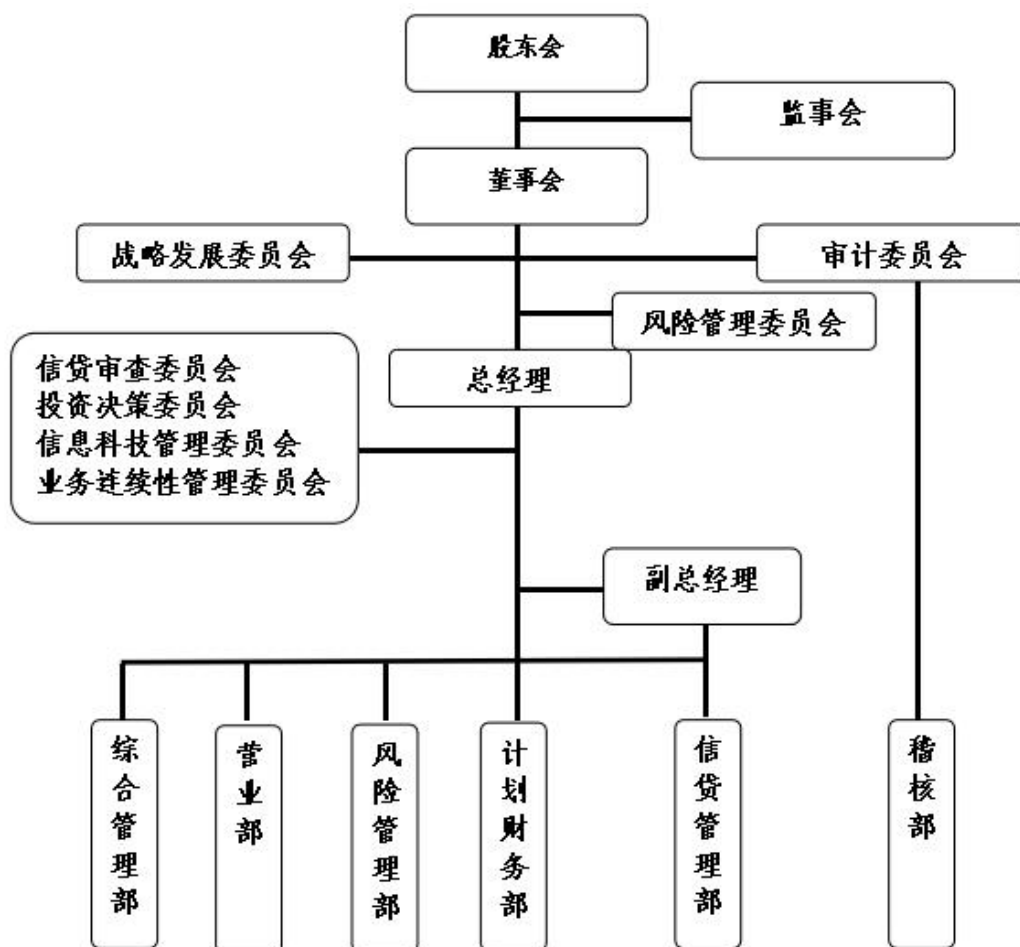 股东会
监事会
董事会
战略发展委员会
审计委员会
风险管理委员会
总经理
信贷审查委员会
投资决策委员会
信息科技管理委员会
业务连续性管理委员会
副总经理
综合管理部
营业部
风险管理部
计划财务部
信贷管理部
稽核部